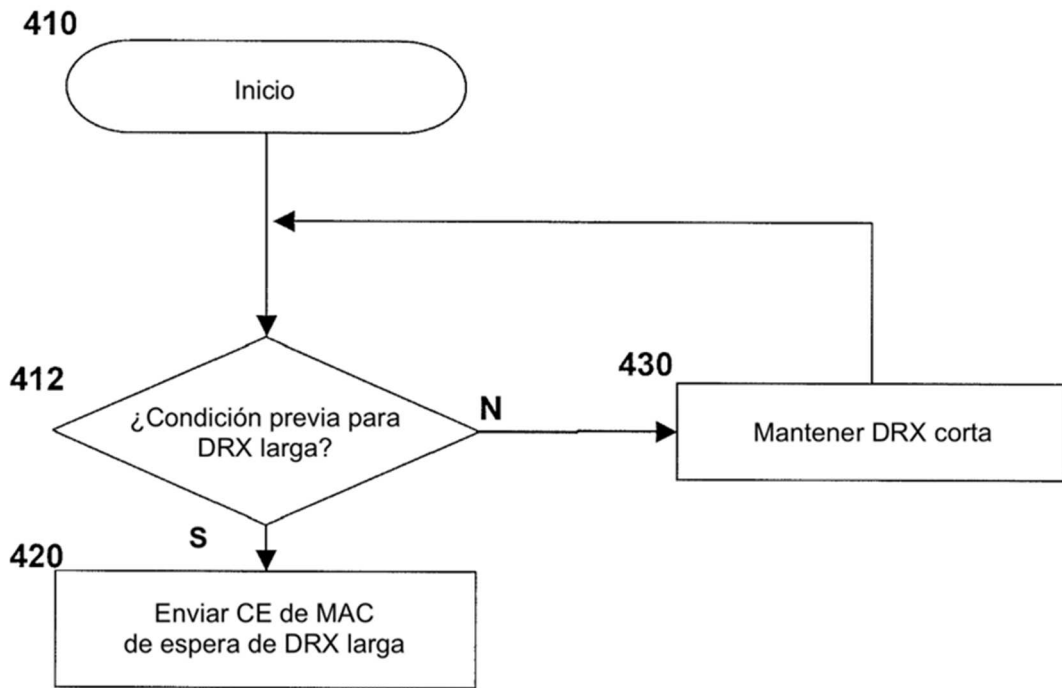 410
Inicio
412
¿Condición previa para
DRX larga?
N
430
Mantener DRX corta
S
420
Enviar CE de MAC
de espera de DRX larga